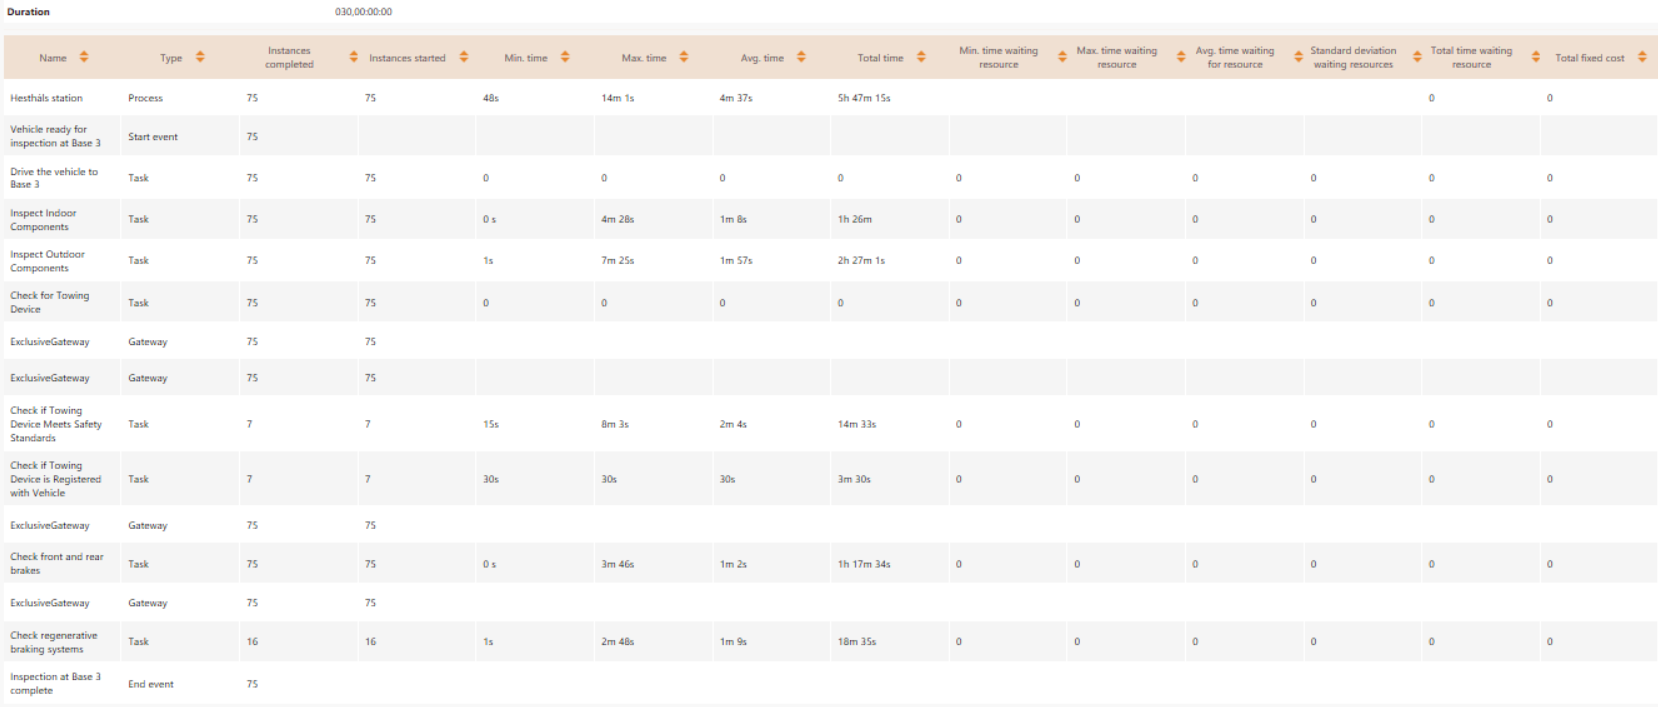 Duration 030,00:00:00
Name Type Instances completed Instances started Min. time Max. time Avg. time Total time Min. time waiting resource Max. time waiting resource Avg. time waiting for resource Standard deviation waiting resources Total time waiting resource Total fixed cost
Hesthåls station Process 75 75 48s 14m 1s 4m 37s 5h 47m 15s 0 0
Vehicle ready for inspection at Base 3 Start event 75
Drive the vehicle to Base 3 Task 75 75 0 0 0 0 0 0 0 0 0 0
Inspect Indoor Components Task 75 75 0 s 4m 28s 1m 8s 1h 26m 0 0 0 0 0 0
Inspect Outdoor Components Task 75 75 1s 7m 25s 1m 57s 2h 27m 1s 0 0 0 0 0 0
Check for Towing Device Task 75 75 0 0 0 0 0 0 0 0 0 0
ExclusiveGateway Gateway 75 75
ExclusiveGateway Gateway 75 75
Check if Towing Device Meets Safety Standards Task 7 7 15s 8m 3s 2m 4s 14m 33s 0 0 0 0 0 0
Check if Towing Device is Registered with Vehicle Task 7 7 30s 30s 30s 3m 30s 0 0 0 0 0 0
ExclusiveGateway Gateway 75 75
Check front and rear brakes Task 75 75 0 s 3m 46s 1m 2s 1h 17m 34s 0 0 0 0 0 0
ExclusiveGateway Gateway 75 75
Check regenerative braking systems Task 16 16 1s 2m 48s 1m 9s 18m 35s 0 0 0 0 0 0
Inspection at Base 3 complete End event 75